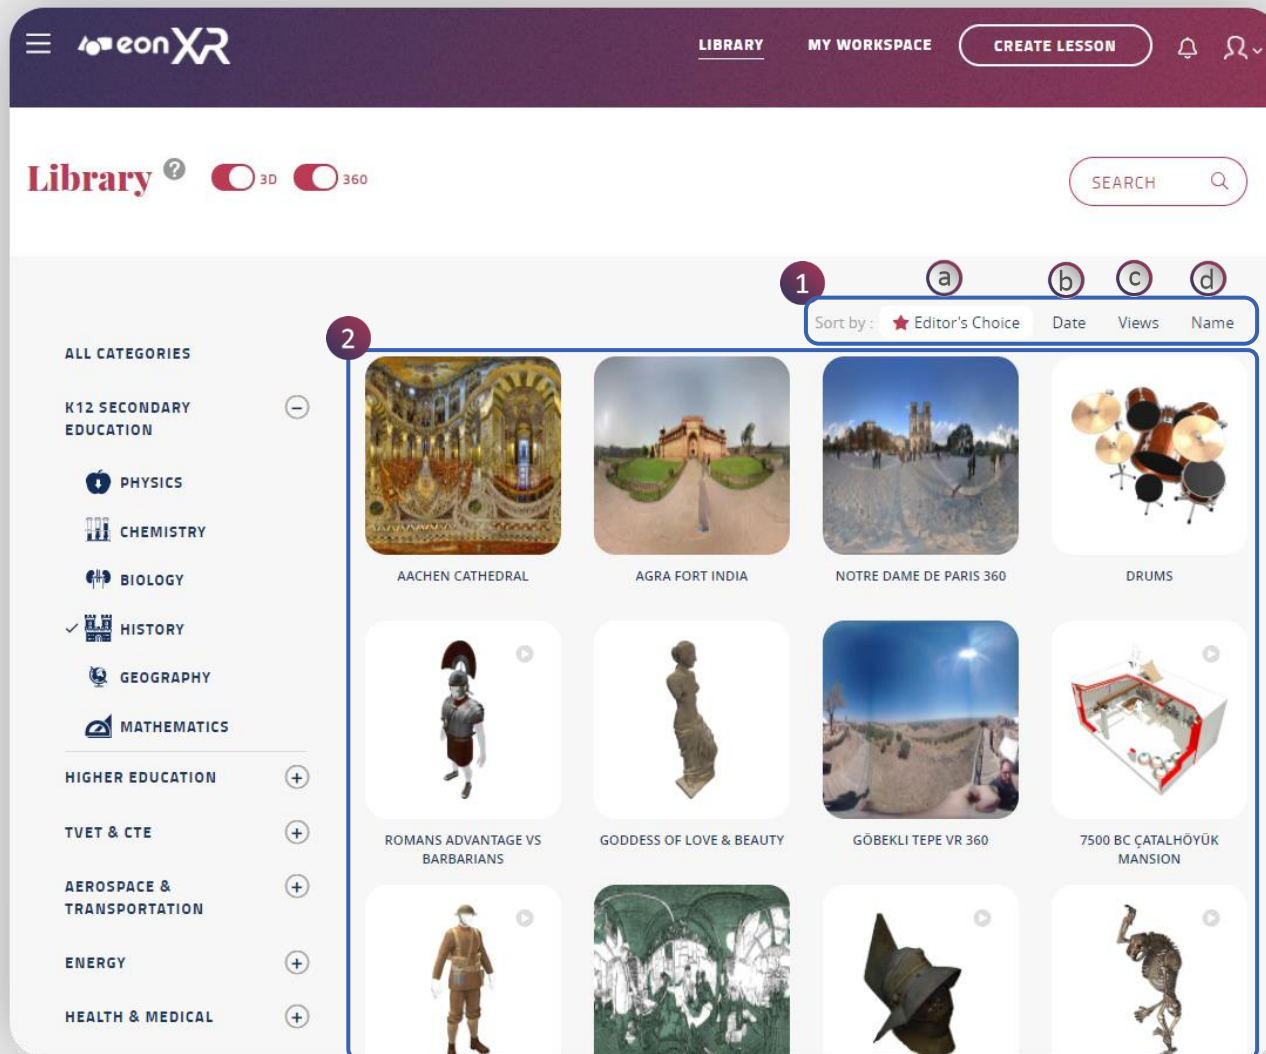 eonXR
LIBRARY
MY WORKSPACE
CREATE LESSON
Library ?
3D
360
SEARCH
1
a
b
c
d
Sort by : Editor's Choice Date Views Name
2
ALL CATEGORIES
K12 SECONDARY
EDUCATION
PHYSICS
CHEMISTRY
BIOLOGY
HISTORY
GEOGRAPHY
MATHEMATICS
HIGHER EDUCATION
TVET & CTE
AEROSPACE &
TRANSPORTATION
ENERGY
HEALTH & MEDICAL
AACHEN CATHEDRAL
AGRA FORT INDIA
NOTRE DAME DE PARIS 360
DRUMS
ROMANS ADVANTAGE VS
BARBARIANS
GODDESS OF LOVE & BEAUTY
GÖBEKLI TEPE VR 360
7500 BC ÇATALHÖYÜK
MANSION